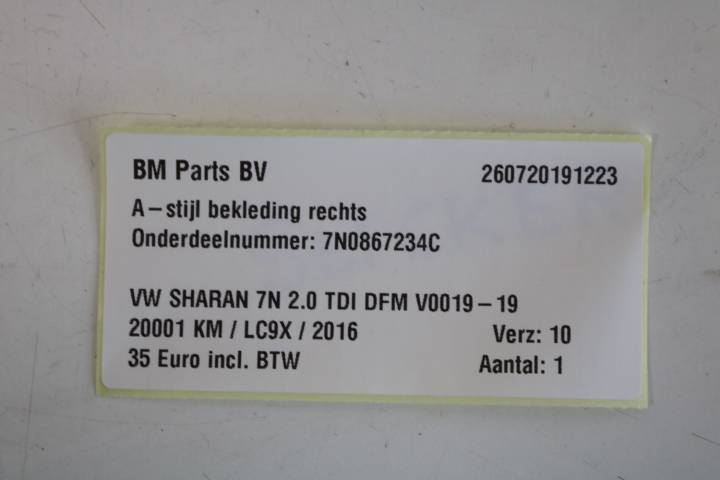 BM Parts BV 260720191223
A-stijl bekleding rechts
Onderdeelnummer: 7N0867234C
VW SHARAN 7N 2.0 TDI DFM V0019-19
20001 KM / LC9X / 2016 Verz: 10
35 Euro incl. BTW Aantal: 1